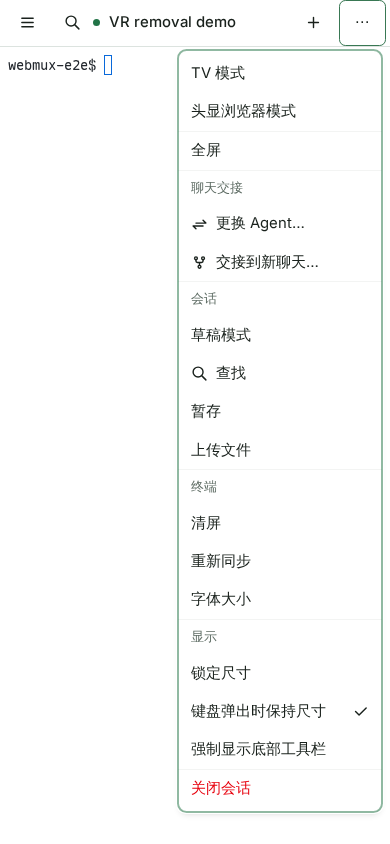 VR removal demo
webmux-e2e$
TV 模式
头显浏览器模式
全屏
聊天交接
更换 Agent...
交接到新聊天...
会话
草稿模式
查找
暂存
上传文件
终端
清屏
重新同步
字体大小
显示
锁定尺寸
键盘弹出时保持尺寸
强制显示底部工具栏
关闭会话